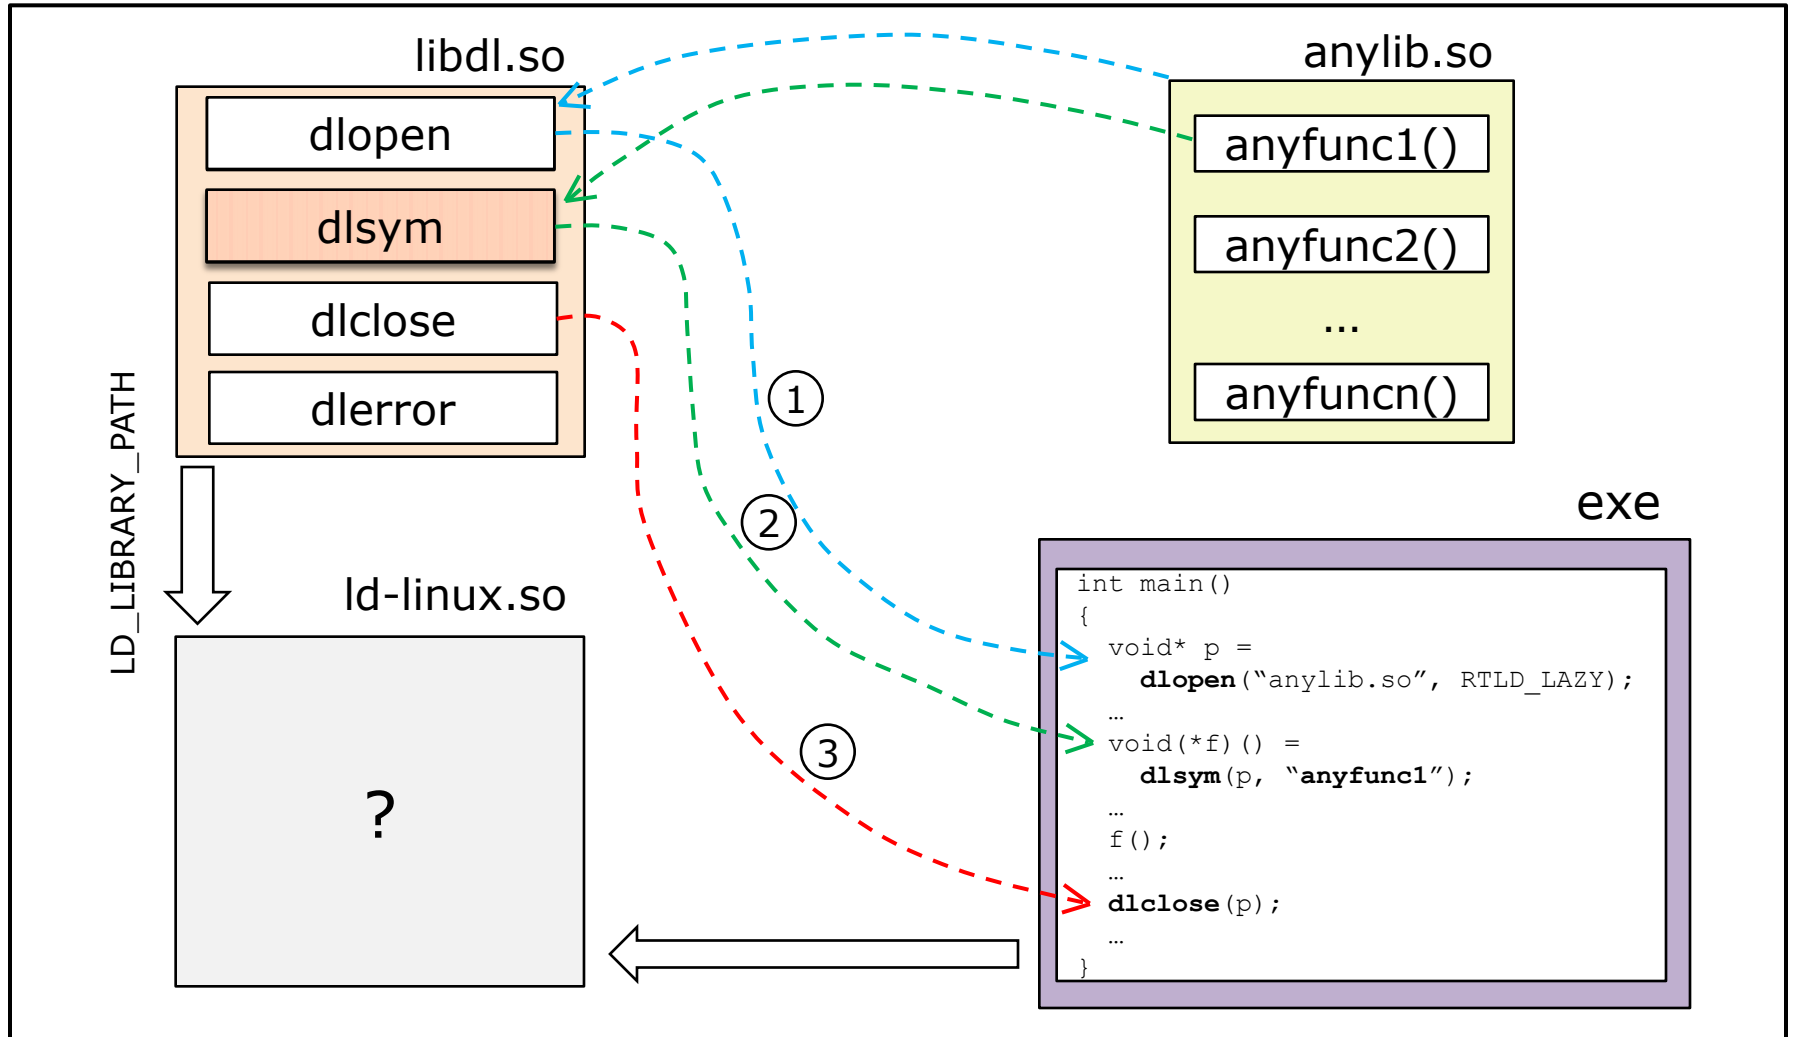 libdl.so
dlopen
dlsym
dlclose
dlerror
anylib.so
anyfunc1()
anyfunc2()
...
anyfuncn()
LD_LIBRARY_PATH
1
2
3
ld-linux.so
?
exe
int main()
{
void* p =
dlopen(“anylib.so”, RTLD_LAZY);
…
void(*f)() =
dlsym(p, “anyfunc1”);
…
f();
…
dlclose(p);
…
}